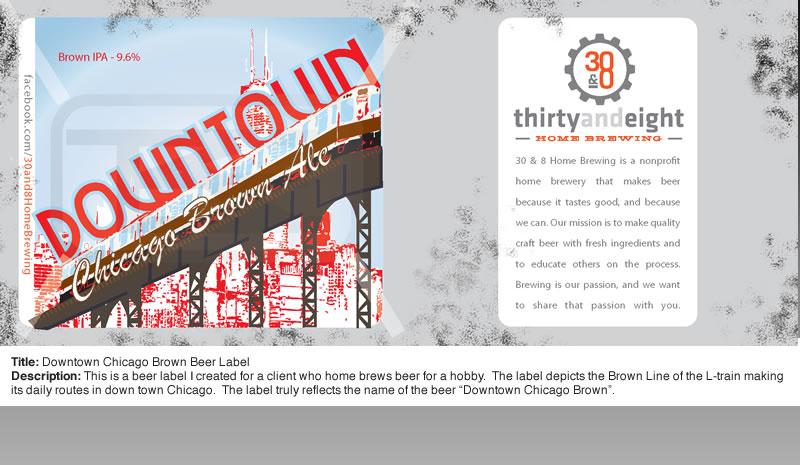 Brown IPA - 9.6%
facebook.com/30and8HomeBrewing
DOWNTOWN
Chicago Brown Ale
30
&
8
thirtyandeight
HOME BREWING
30 & 8 Home Brewing is a nonprofit
home brewery that makes beer
because it tastes good, and because
we can. Our mission is to make quality
craft beer with fresh ingredients and
to educate others on the process.
Brewing is our passion, and we want
to share that passion with you.
Title: Downtown Chicago Brown Beer Label
Description: This is a beer label I created for a client who home brews beer for a hobby. The label depicts the Brown Line of the L-train making
its daily routes in down town Chicago. The label truly reflects the name of the beer “Downtown Chicago Brown”.